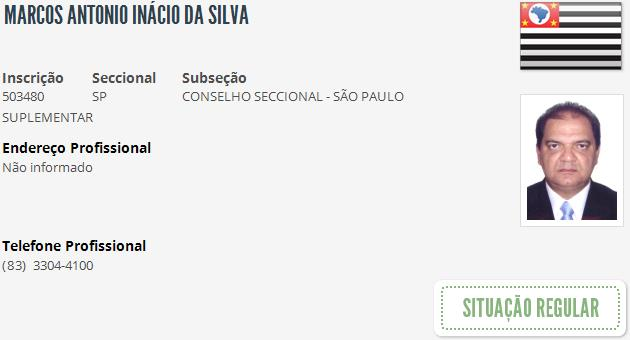 MARCOS ANTONIO INÁCIO DA SILVA
Inscrição Seccional Subseção
503480 SP CONSELHO SECCIONAL - SÃO PAULO
SUPLEMENTAR
Endereço Profissional
Não informado
Telefone Profissional
(83) 3304-4100
SITUAÇÃO REGULAR